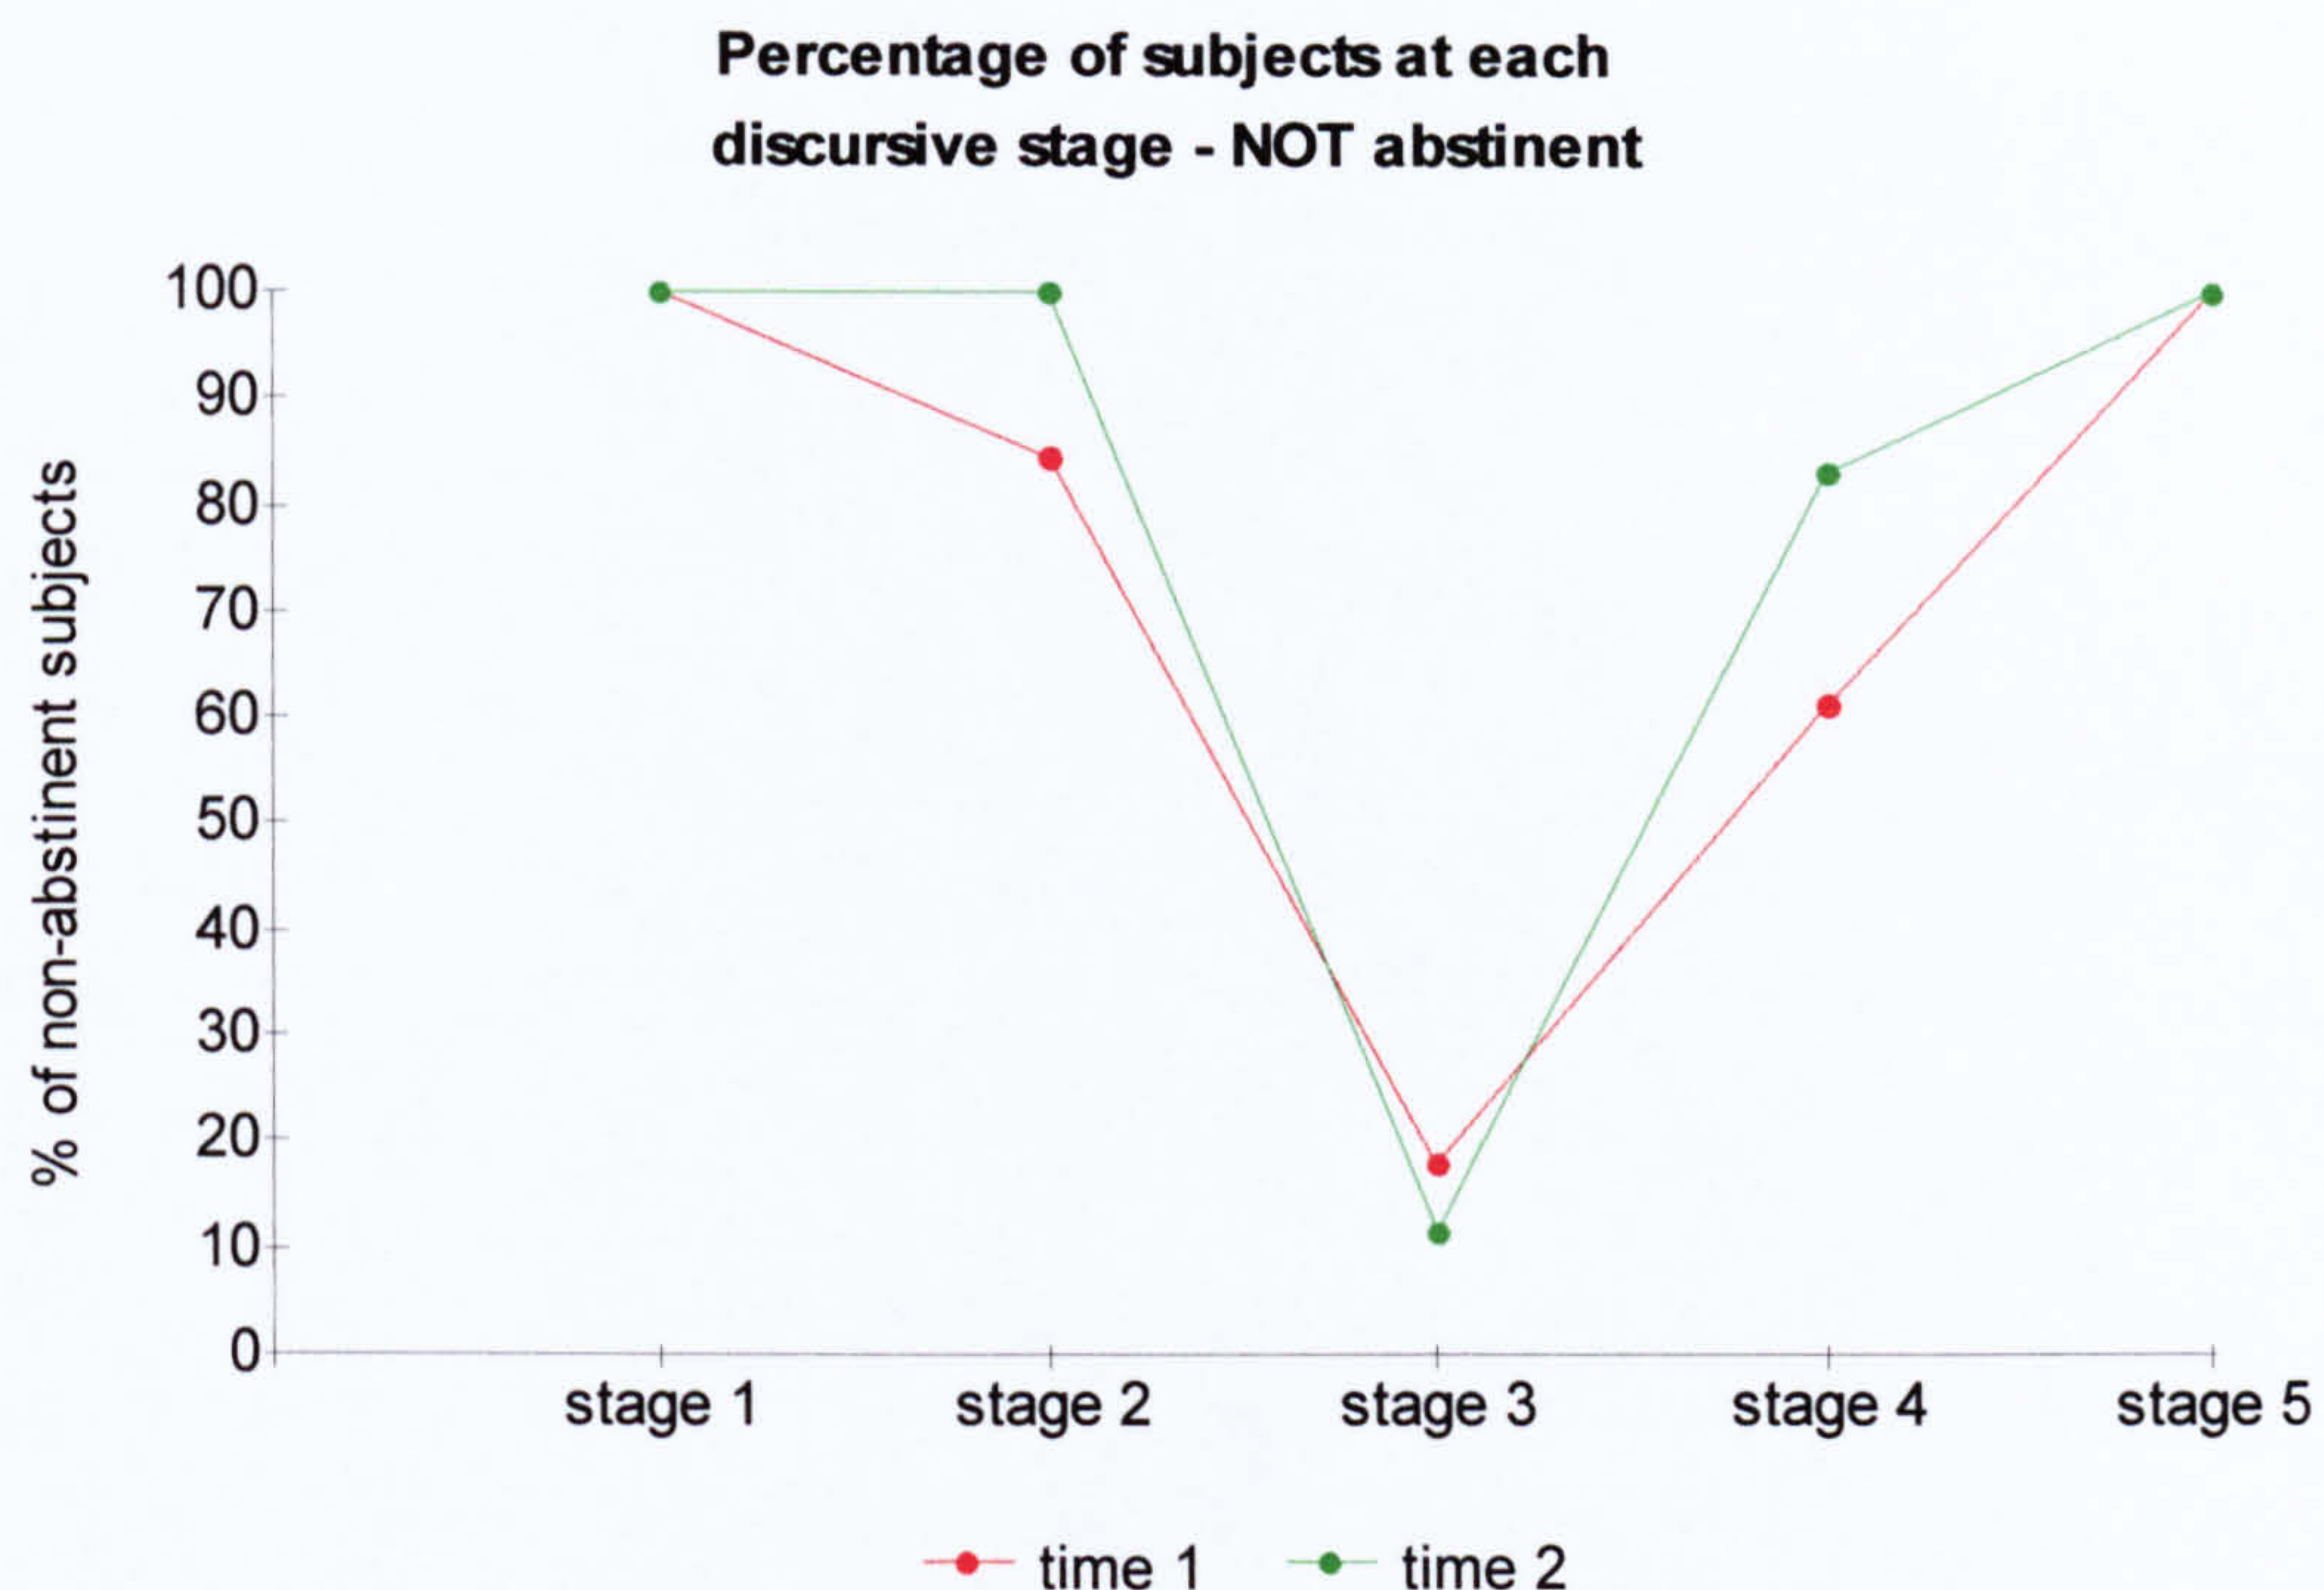 Percentage of subjects at each
discursive stage - NOT abstinent
% of non-abstinent subjects
100
90
80
70
60
50
40
30
20
10
0
stage 1 stage 2 stage 3 stage 4 stage 5
time 1 time 2